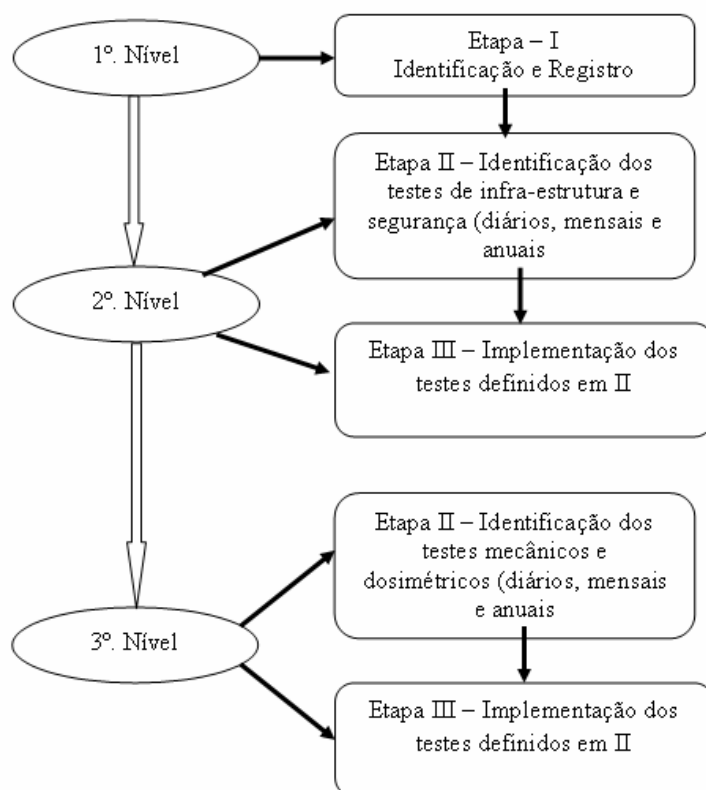 1º. Nível
Etapa – I
Identificação e Registro
Etapa II – Identificação dos
testes de infra-estrutura e
segurança (diários, mensais e
anuais
2º. Nível
Etapa III – Implementação dos
testes definidos em II
Etapa II – Identificação dos
testes mecânicos e
dosimétricos (diários, mensais
e anuais
3º. Nível
Etapa III – Implementação dos
testes definidos em II